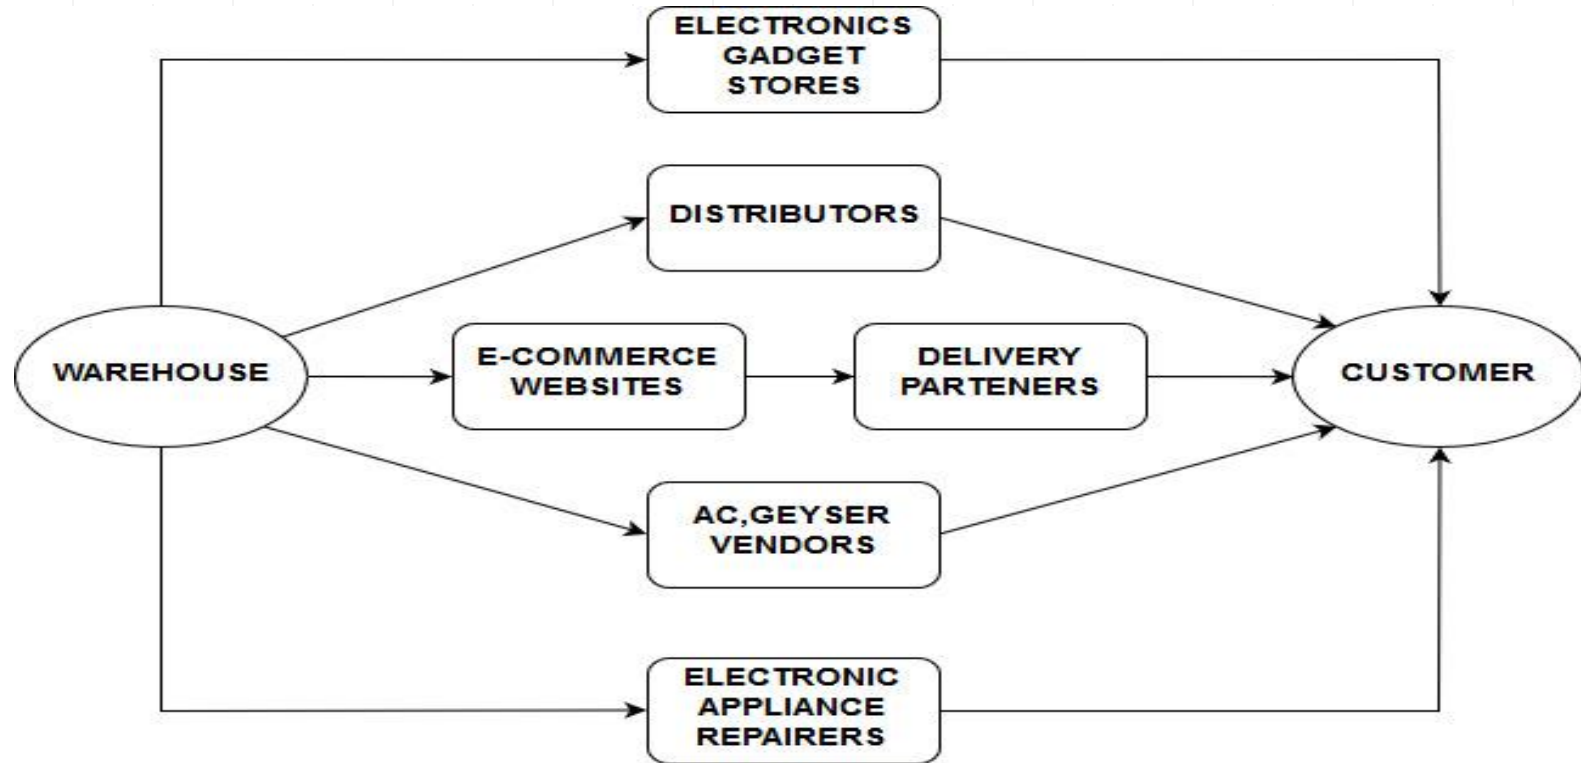 ELECTRONICS
GADGET
STORES
DISTRIBUTORS
WAREHOUSE
E-COMMERCE
WEBSITES
DELIVERY
PARTENERS
CUSTOMER
AC,GEYSER
VENDORS
ELECTRONIC
APPLIANCE
REPAIRERS